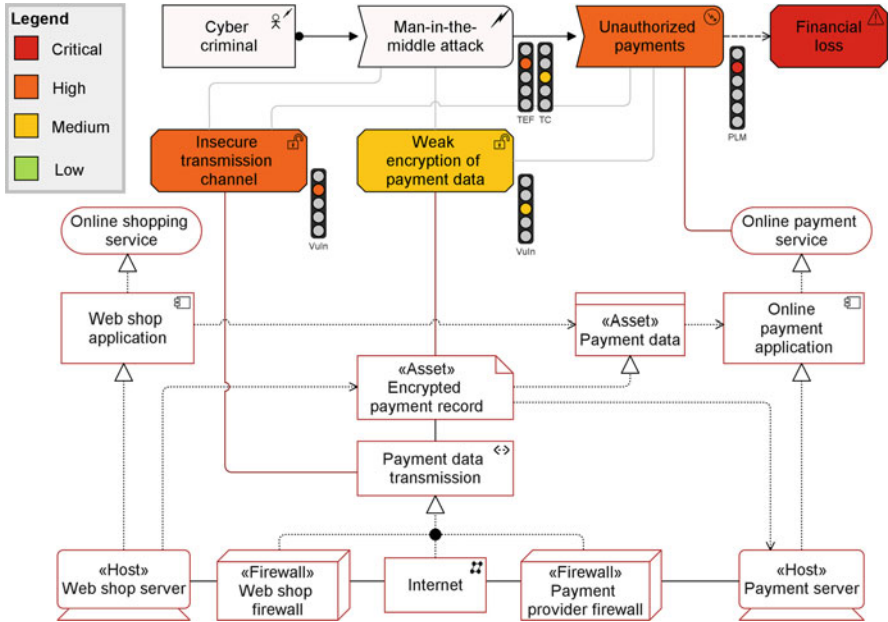 Legend
Critical
High
Medium
Low
Cyber
criminal
Man-in-the-
middle attack
Unauthorized
payments
Financial
loss
TEF
TC
PLM
Insecure
transmission
channel
Weak
encryption of
payment data
Vuln
Vuln
Online shopping
service
Online payment
service
Web shop
application
«Asset»
Payment data
Online
payment
application
«Asset»
Encrypted
payment record
Payment data
transmission
«Host»
Web shop server
«Firewall»
Web shop
firewall
Internet
«Firewall»
Payment
provider firewall
«Host»
Payment server